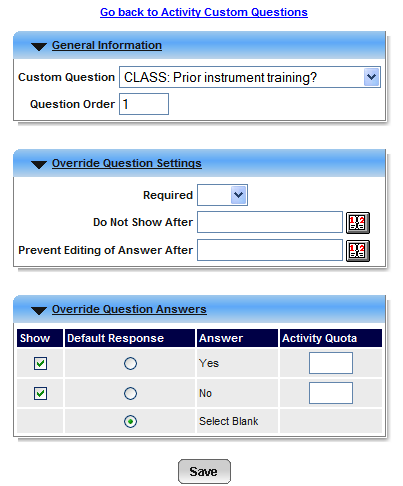 Go back to Activity Custom Questions
General Information
Custom Question CLASS: Prior instrument training?
Question Order 1
Override Question Settings
Required
Do Not Show After
Prevent Editing of Answer After
Override Question Answers
Show Default Response Answer Activity Quota
Yes
No
Select Blank
Save